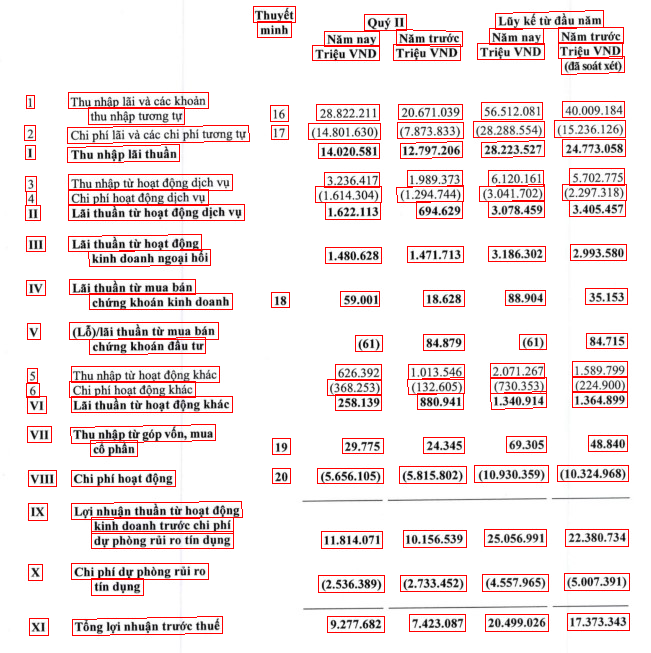 Thuyết Quý II Lũy kế từ đầu năm
minh Năm nay Năm trước Năm nay Năm trước
Triệu VND Triệu VND Triệu VND Triệu VND
(đã soát xét)
1 Thu nhập lãi và các khoản
thu nhập tương tự 16 28.822.211 20.671.039 56.512.081 40.009.184
2 Chi phí lãi và các chi phí tương tự 17 (14.801.630) (7.873.833) (28.288.554) (15.236.126)
I Thu nhập lãi thuần 14.020.581 12.797.206 28.223.527 24.773.058
3 Thu nhập từ hoạt động dịch vụ 3.236.417 1.989.373 6.120.161 5.702.775
4 Chi phí hoạt động dịch vụ (1.614.304) (1.294.744) (3.041.702) (2.297.318)
II Lãi thuần từ hoạt động dịch vụ 1.622.113 694.629 3.078.459 3.405.457
III Lãi thuần từ hoạt động
kinh doanh ngoại hối 1.480.628 1.471.713 3.186.302 2.993.580
IV Lãi thuần từ mua bán
chứng khoán kinh doanh 18 59.001 18.628 88.904 35.153
V (Lỗ)/lãi thuần từ mua bán
chứng khoán đầu tư (61) 84.879 (61) 84.715
5 Thu nhập từ hoạt động khác 626.392 1.013.546 2.071.267 1.589.799
6 Chi phí hoạt động khác (368.253) (132.605) (730.353) (224.900)
VI Lãi thuần từ hoạt động khác 258.139 880.941 1.340.914 1.364.899
VII Thu nhập từ góp vốn, mua
cổ phần 19 29.775 24.345 69.305 48.840
VIII Chi phí hoạt động 20 (5.656.105) (5.815.802) (10.930.359) (10.324.968)
IX Lợi nhuận thuần từ hoạt động
kinh doanh trước chi phí
dự phòng rủi ro tín dụng 11.814.071 10.156.539 25.056.991 22.380.734
X Chi phí dự phòng rủi ro
tín dụng (2.536.389) (2.733.452) (4.557.965) (5.007.391)
XI Tổng lợi nhuận trước thuế 9.277.682 7.423.087 20.499.026 17.373.343